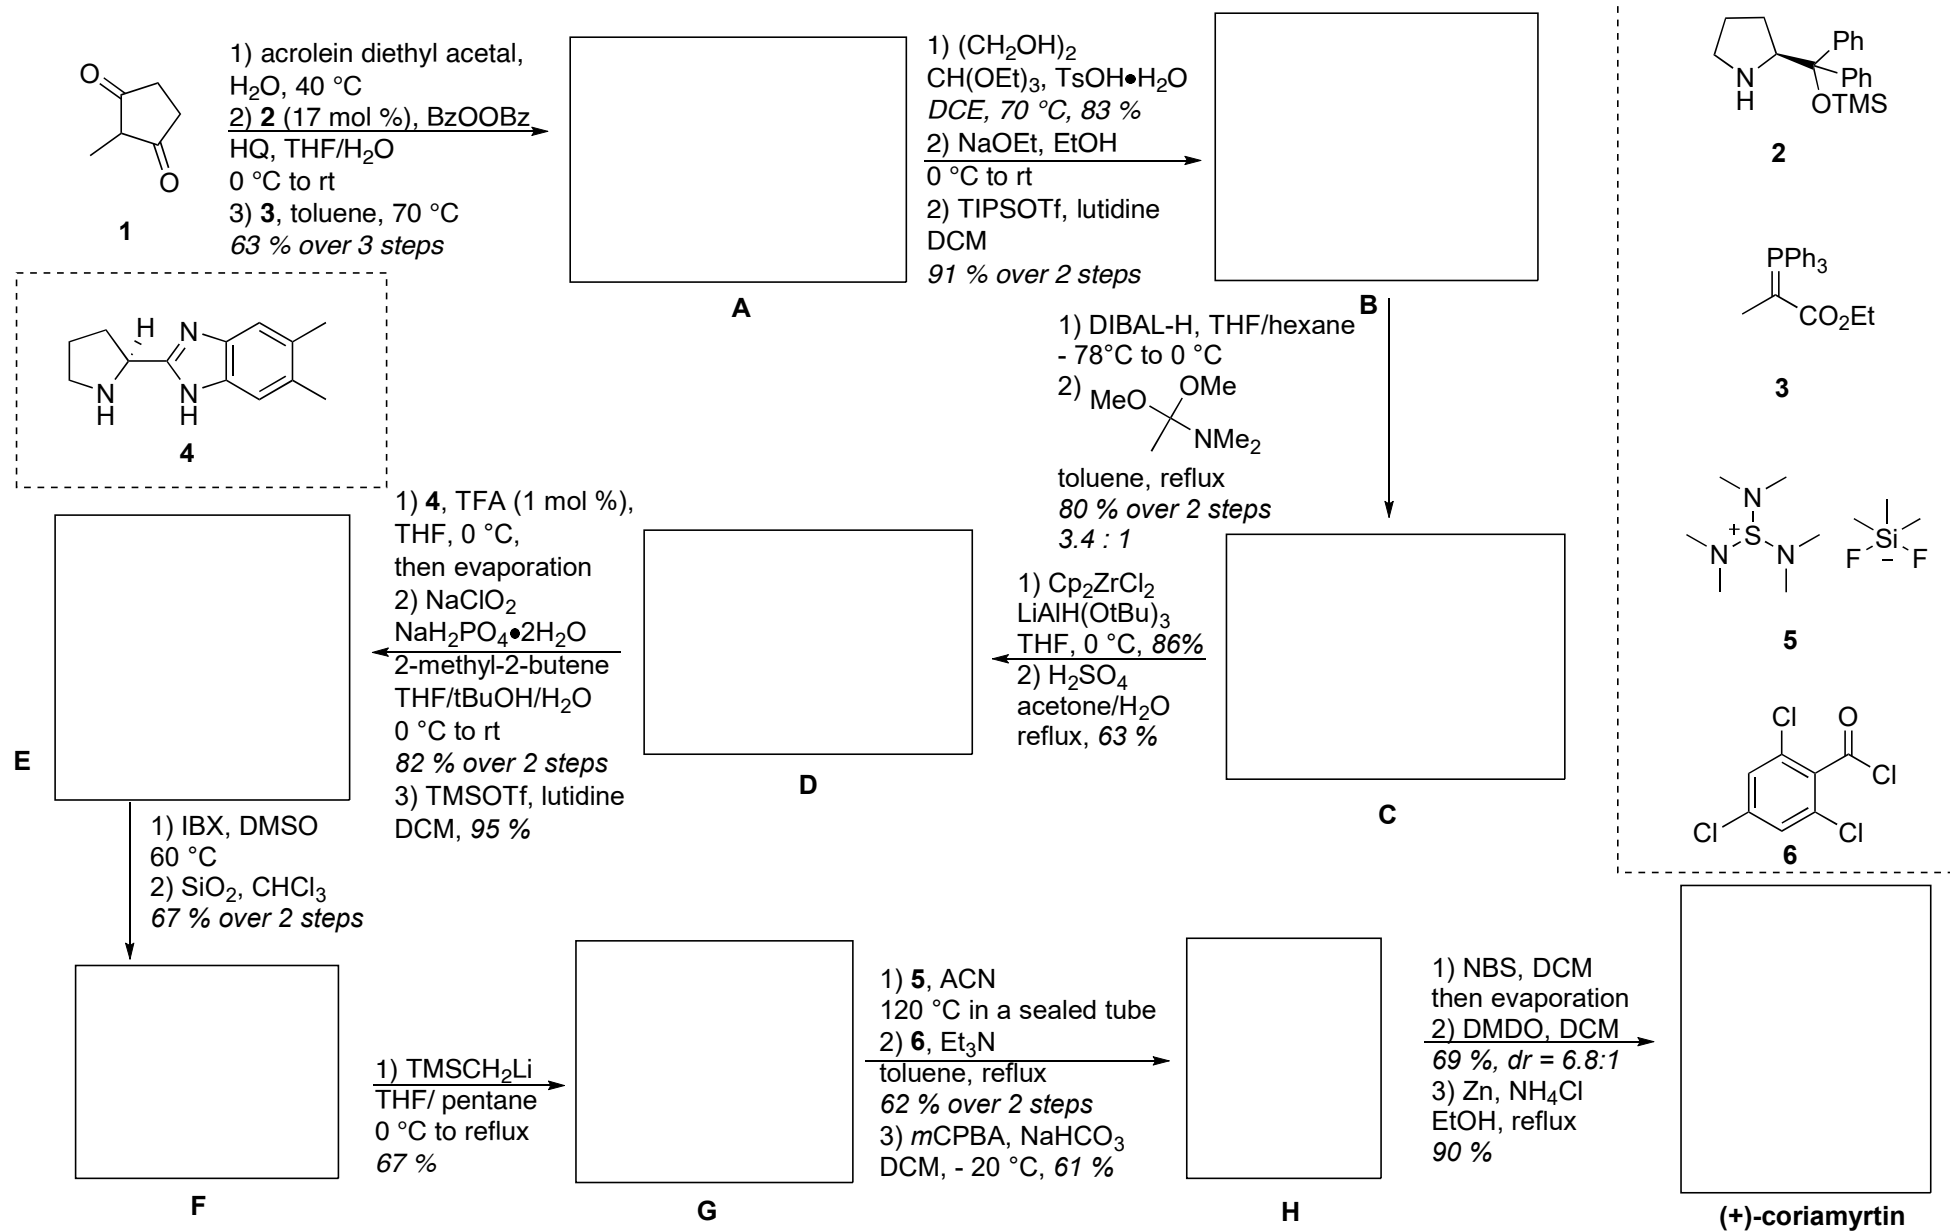 1) acrolein diethyl acetal,
H2O, 40 °C
2) 2 (17 mol %), BzOOBz
HQ, THF/H2O
0 °C to rt
3) 3, toluene, 70 °C
63 % over 3 steps
O
O
1
A
1) (CH2OH)2
CH(OEt)3, TsOH•H2O
DCE, 70 °C, 83 %
2) NaOEt, EtOH
0 °C to rt
2) TIPSOTf, lutidine
DCM
91 % over 2 steps
B
N
H
Ph
Ph
OTMS
2
PPh3
CO2Et
3
N
S
+
N
N
Si
F
–
F
5
Cl
O
Cl
Cl
Cl
6
H
N
N
H
N
H
4
1) DIBAL-H, THF/hexane
- 78°C to 0 °C
2)
MeO
OMe
NMe2
toluene, reflux
80 % over 2 steps
3.4 : 1
C
1) Cp2ZrCl2
LiAlH(OtBu)3
THF, 0 °C, 86%
2) H2SO4
acetone/H2O
reflux, 63 %
D
1) 4, TFA (1 mol %),
THF, 0 °C,
then evaporation
2) NaClO2
NaH2PO4•2H2O
2-methyl-2-butene
THF/tBuOH/H2O
0 °C to rt
82 % over 2 steps
3) TMSOTf, lutidine
DCM, 95 %
E
1) IBX, DMSO
60 °C
2) SiO2, CHCl3
67 % over 2 steps
F
1) TMSCH2Li
THF/ pentane
0 °C to reflux
67 %
G
1) 5, ACN
120 °C in a sealed tube
2) 6, Et3N
toluene, reflux
62 % over 2 steps
3) mCPBA, NaHCO3
DCM, - 20 °C, 61 %
H
1) NBS, DCM
then evaporation
2) DMDO, DCM
69 %, dr = 6.8:1
3) Zn, NH4Cl
EtOH, reflux
90 %
(+)-coriamyrtin